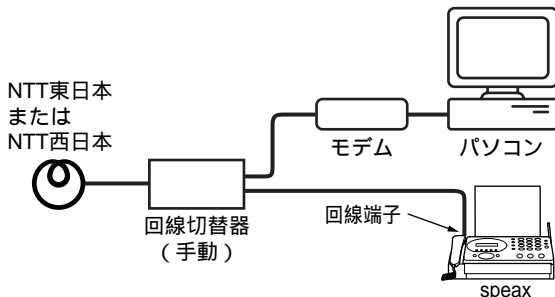 NTT東日本
または
NTT西日本
モデム
パソコン
回線切替器
（手動）
回線端子
speax